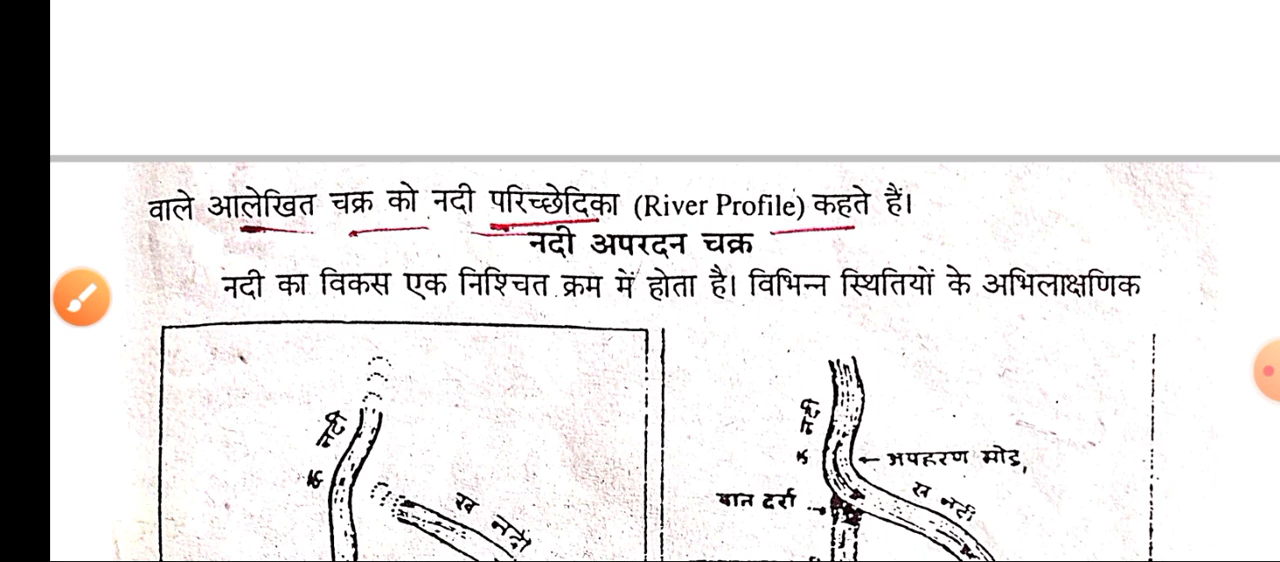 वाले आलेखित चक्र को नदी परिच्छेदिका (River Profile) कहते हैं।
नदी अपरदन चक्र
नदी का विकस एक निश्चित क्रम में होता है। विभिन्न स्थितियों के अभिलाक्षणिक
क नदी
ख नदी
क नदी
अपहरण मोड़
ख नदी
वात दर्रा